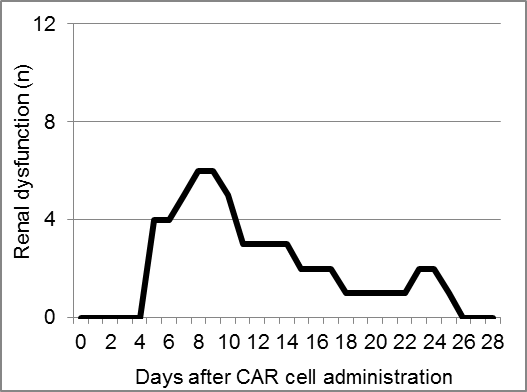 Renal dysfunction (n)
12
8
4
0
0 2 4 6 8 10 12 14 16 18 20 22 24 26 28
Days after CAR cell administration